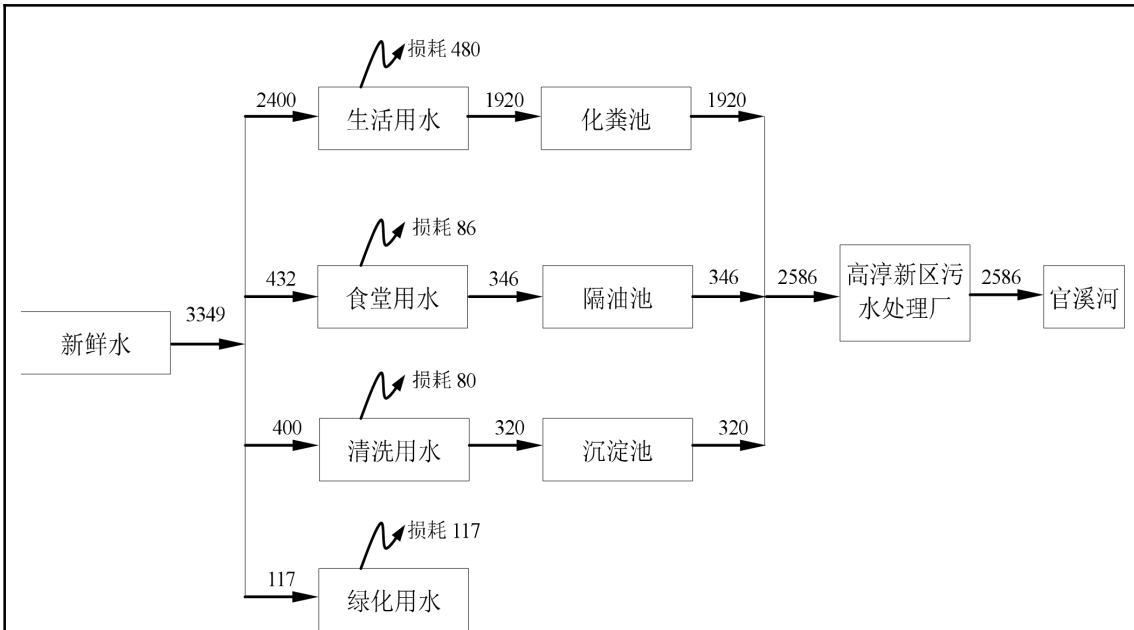 损耗 480
2400
生活用水
1920
化粪池
1920
损耗 86
432
食堂用水
346
隔油池
346
2586
高淳新区污
水处理厂
2586
官溪河
新鲜水
3349
损耗 80
400
清洗用水
320
沉淀池
320
损耗 117
117
绿化用水